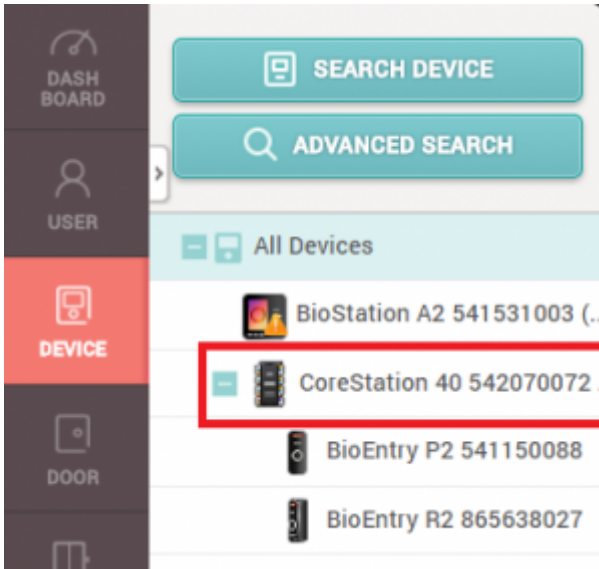 DASH
BOARD
USER
DEVICE
DOOR
SEARCH DEVICE
ADVANCED SEARCH
All Devices
BioStation A2 541531003 (..
CoreStation 40 542070072 .
BioEntry P2 541150088
BioEntry R2 865638027